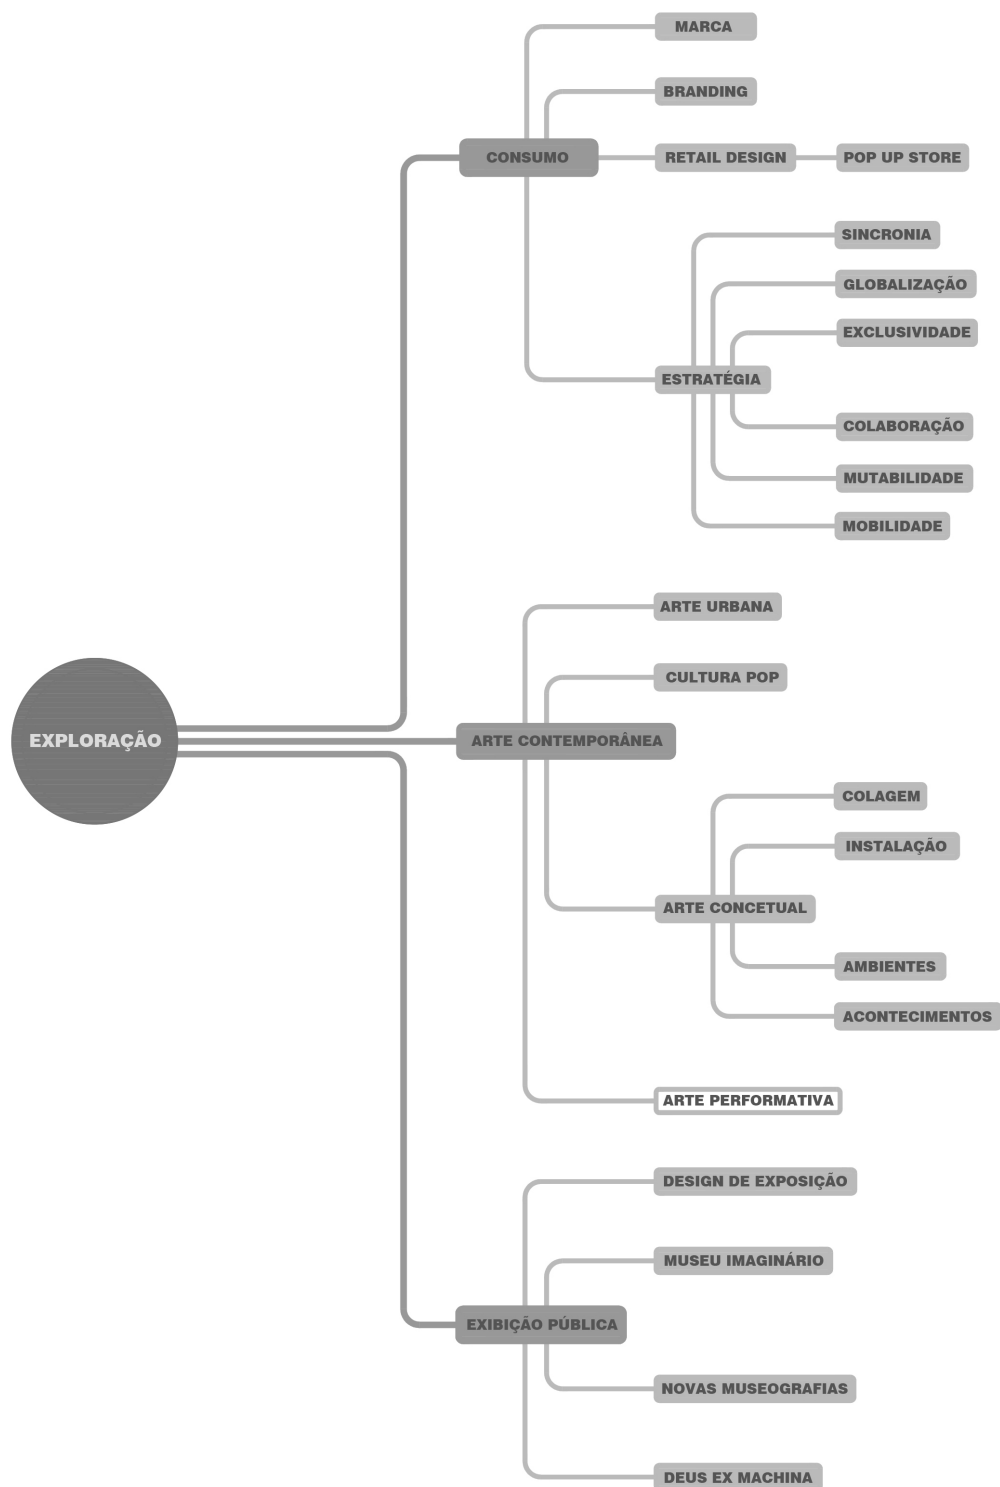 MARCA
BRANDING
CONSUMO
RETAIL DESIGN
POP UP STORE
SINCRONIA
GLOBALIZAÇÃO
EXCLUSIVIDADE
ESTRATÉGIA
COLABORAÇÃO
MUTABILIDADE
MOBILIDADE
ARTE URBANA
CULTURA POP
EXPLORAÇÃO
ARTE CONTEMPORÂNEA
COLAGEM
INSTALAÇÃO
ARTE CONCETUAL
AMBIENTES
ACONTECIMENTOS
ARTE PERFORMATIVA
DESIGN DE EXPOSIÇÃO
MUSEU IMAGINÁRIO
EXIBIÇÃO PÚBLICA
NOVAS MUSEOGRAFIAS
DEUS EX MACHINA